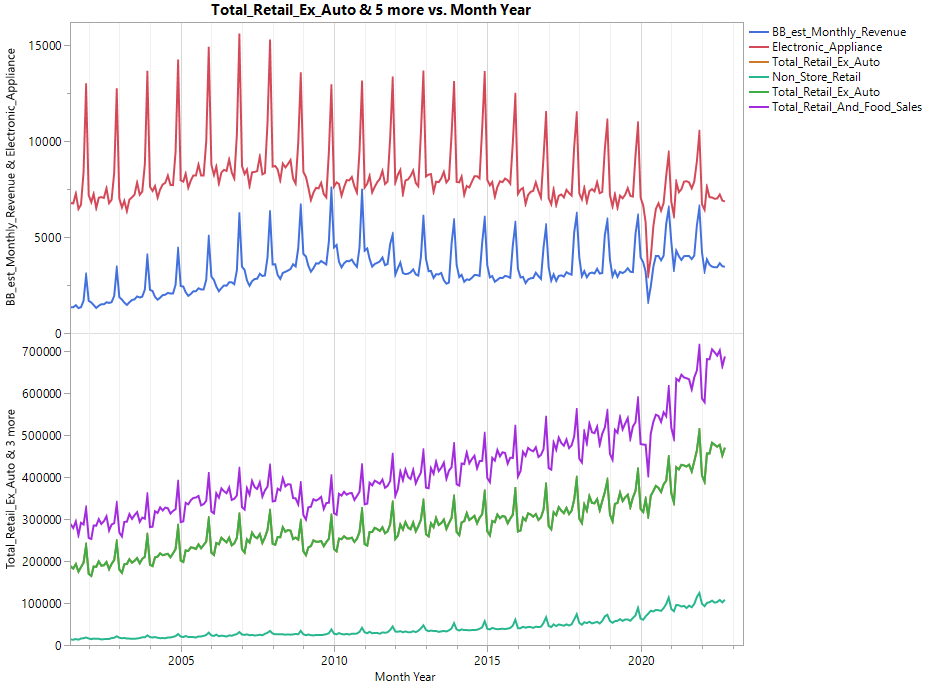 Total_Retail_Ex_Auto & 5 more vs. Month Year
BB_est_Monthly_Revenue & Electronic_Appliance
15000
10000
5000
0
Total_Retail_Ex_Auto & 3 more
700000
600000
500000
400000
300000
200000
100000
0
2005
2010
2015
2020
Month Year
BB_est_Monthly_Revenue
Electronic_Appliance
Total_Retail_Ex_Auto
Non_Store_Retail
Total_Retail_Ex_Auto
Total_Retail_And_Food_Sales